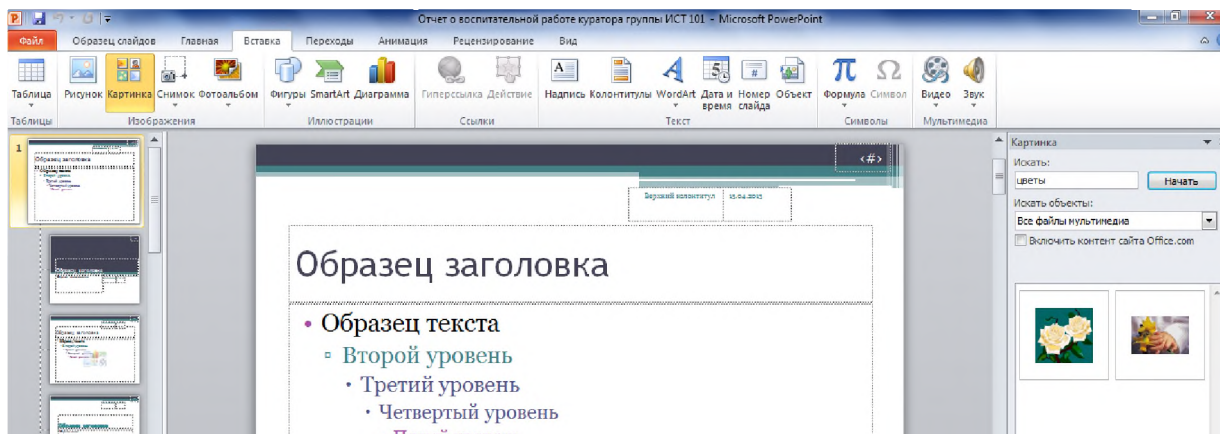 Отчет о воспитательной работе куратора группы ИСТ 101 - Microsoft PowerPoint
Файл Образец слайдов Главная Вставка Переходы Анимация Рецензирование Вид
Таблица Рисунок Картинка Снимок Фотоальбом Фигуры SmartArt Диаграмма Гиперссылка Действие Надпись Колонтитулы WordArt Дата и время Номер слайда Объект Формула Символ Видео Звук
Таблицы Изображения Иллюстрации Ссылки Текст Символы Мультимедиа
1
Образец заголовка
‹#›
Верхний колонтитул 15.04.2013
Образец заголовка
• Образец текста
▫ Второй уровень
• Третий уровень
• Четвертый уровень
Картинка
Искать:
цветы Начать
Искать объекты:
Все файлы мультимедиа
Включить контент сайта Office.com